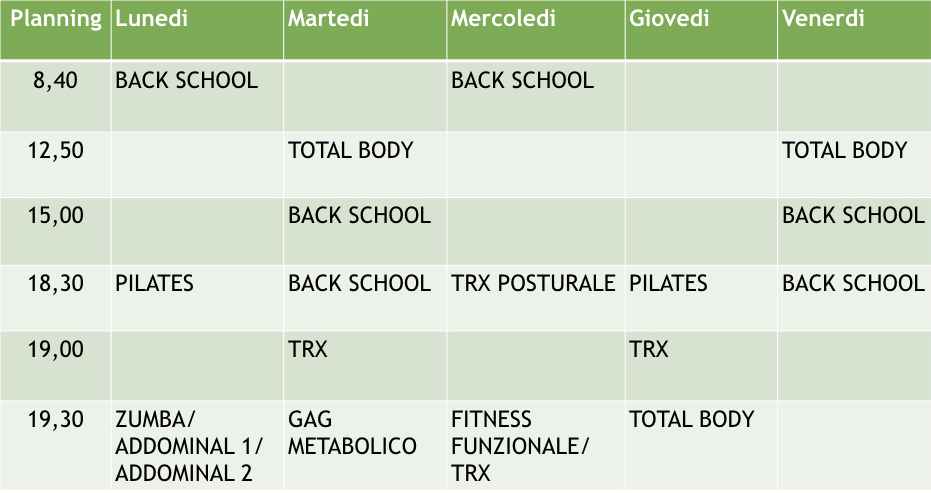 Planning Lunedi Martedi Mercoledi Giovedi Venerdi
8,40 BACK SCHOOL BACK SCHOOL
12,50 TOTAL BODY TOTAL BODY
15,00 BACK SCHOOL BACK SCHOOL
18,30 PILATES BACK SCHOOL TRX POSTURALE PILATES BACK SCHOOL
19,00 TRX TRX
19,30 ZUMBA/ GAG FITNESS TOTAL BODY
ADDOMINAL 1/ METABOLICO FUNZIONALE/
ADDOMINAL 2 TRX